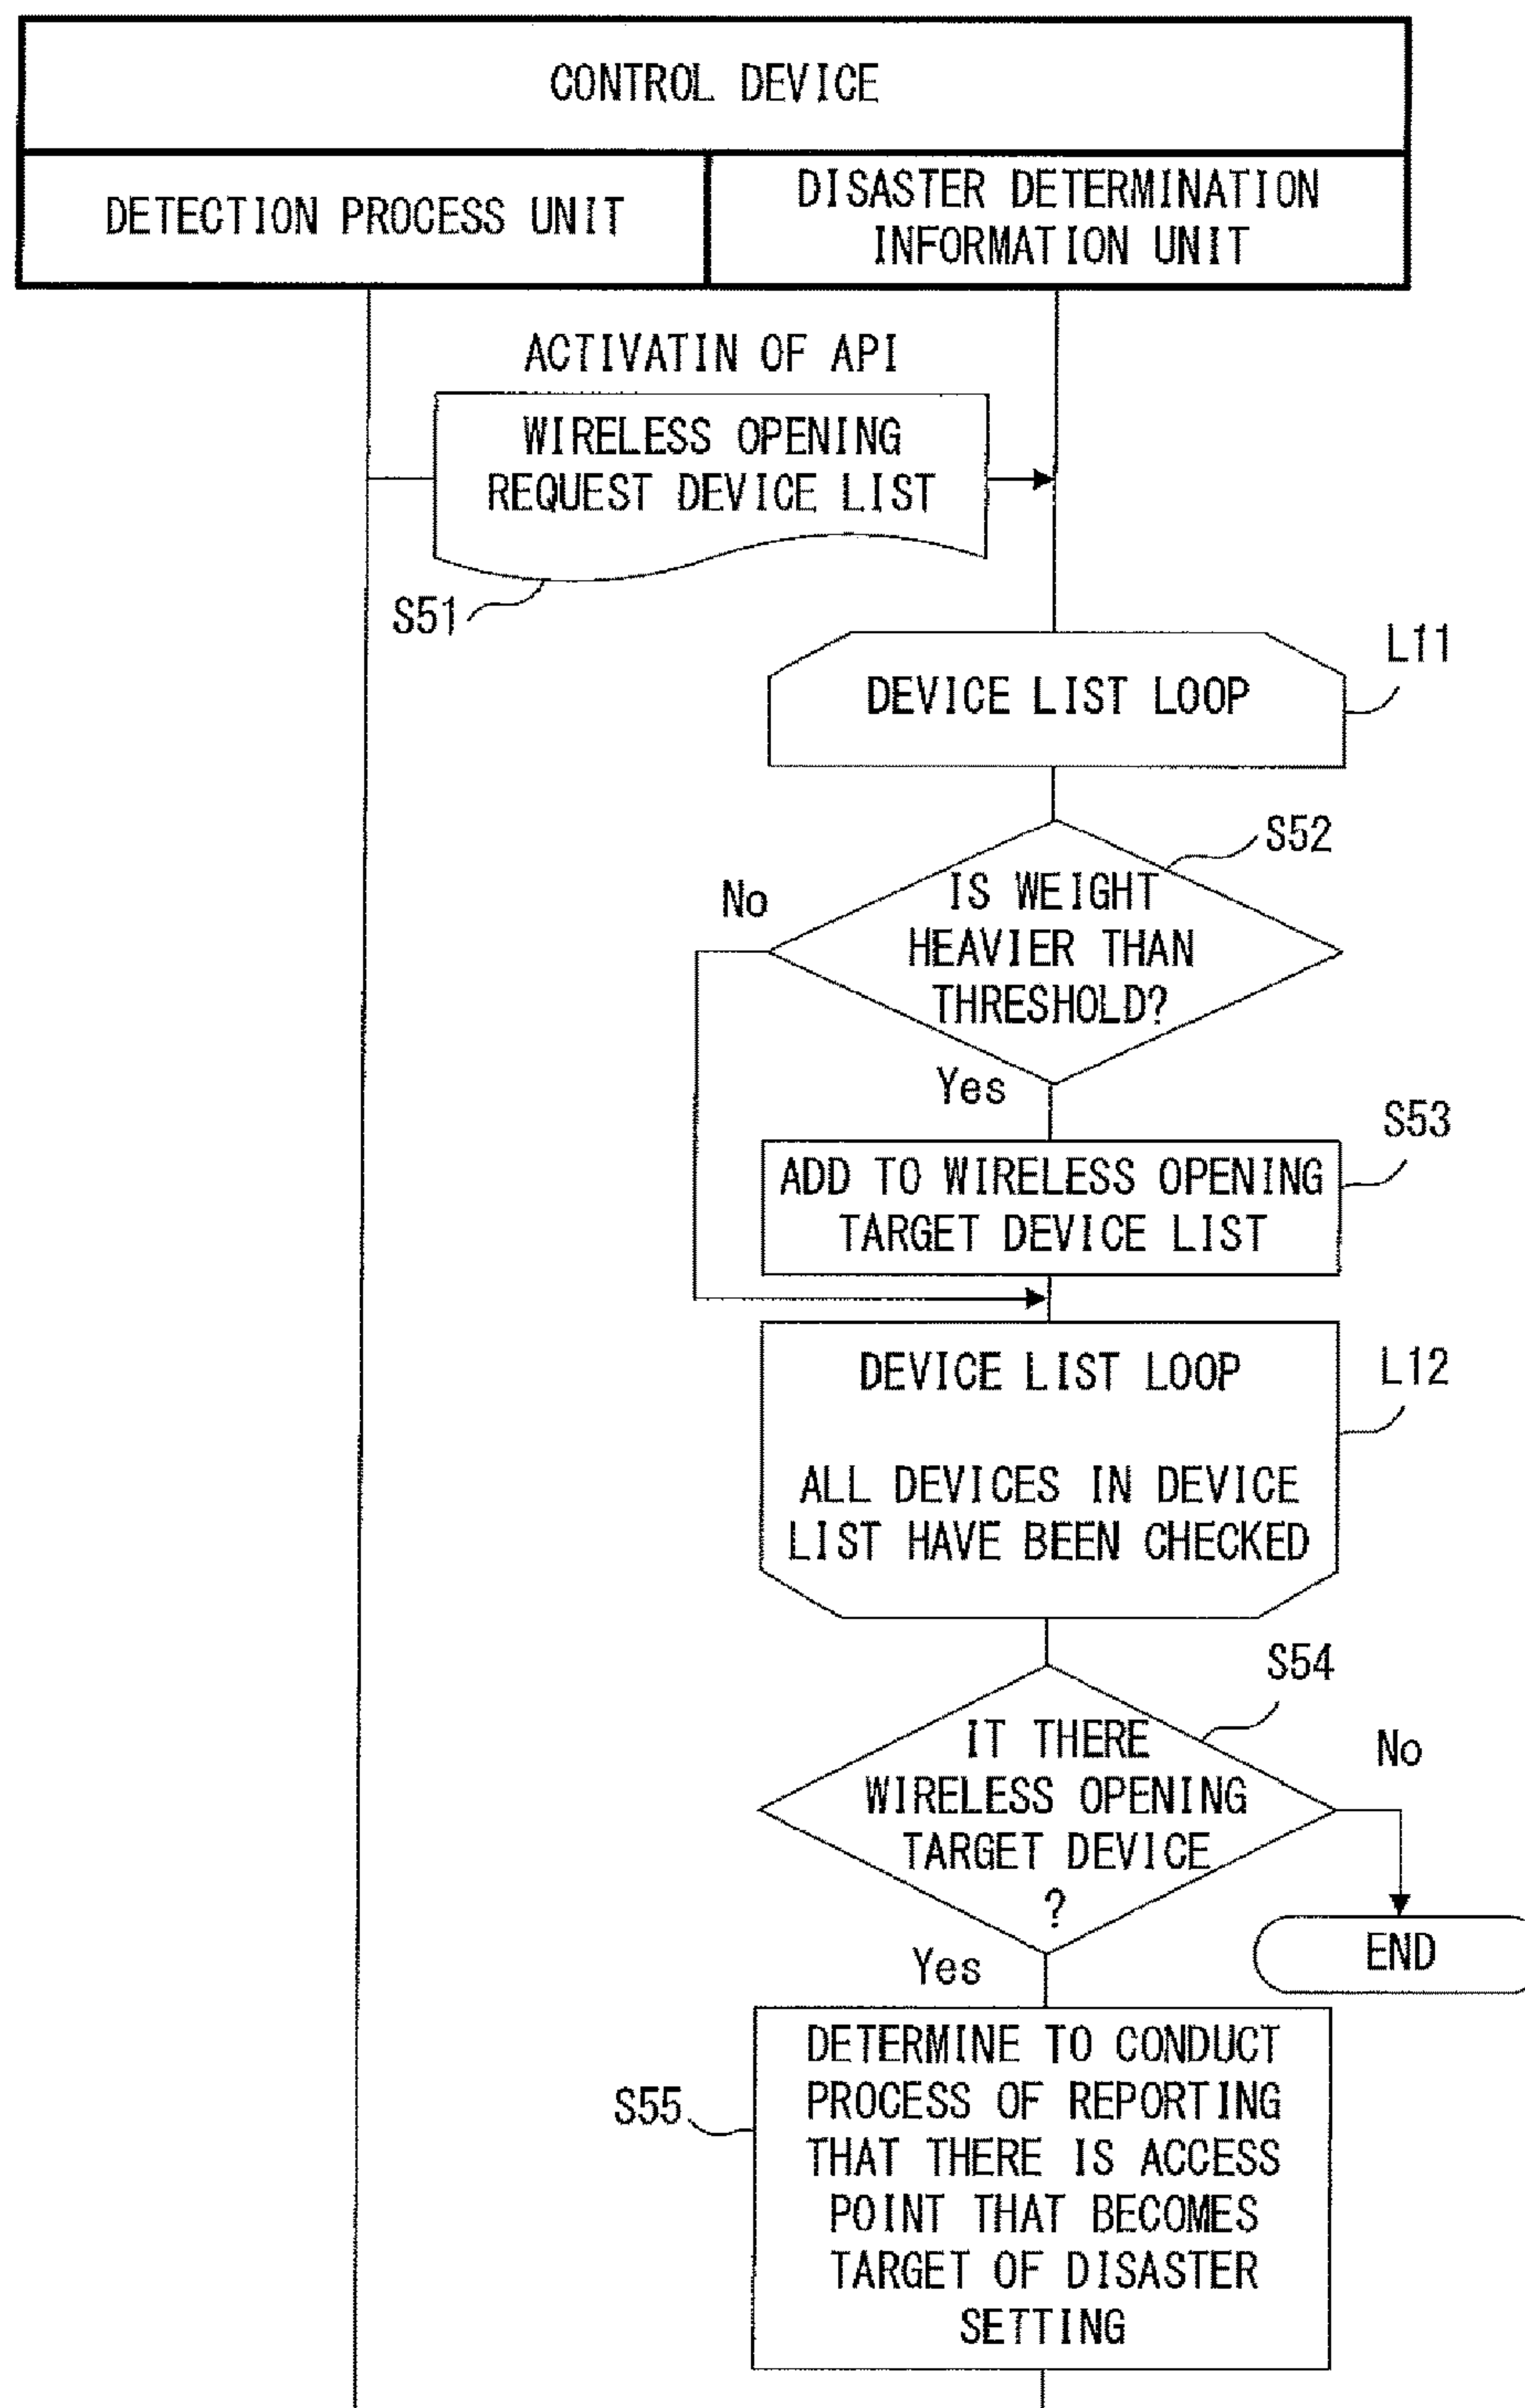 CONTROL DEVICE
DETECTION PROCESS UNIT
DISASTER DETERMINATION
INFORMATION UNIT
ACTIVATIN OF API
WIRELESS OPENING
REQUEST DEVICE LIST
S51
DEVICE LIST LOOP
L11
S52
IS WEIGHT
HEAVIER THAN
THRESHOLD?
No
Yes
S53
ADD TO WIRELESS OPENING
TARGET DEVICE LIST
DEVICE LIST LOOP
L12
ALL DEVICES IN DEVICE
LIST HAVE BEEN CHECKED
S54
IT THERE
WIRELESS OPENING
TARGET DEVICE
?
No
END
Yes
S55
DETERMINE TO CONDUCT
PROCESS OF REPORTING
THAT THERE IS ACCESS
POINT THAT BECOMES
TARGET OF DISASTER
SETTING